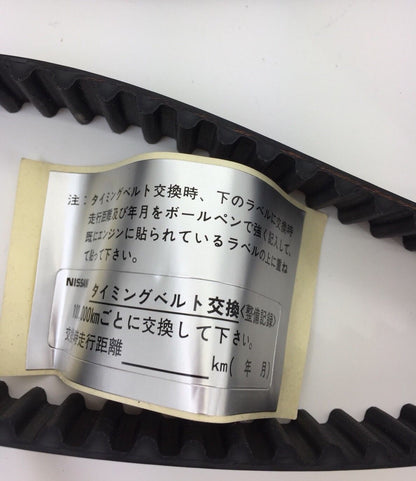 注:タイミングベルト交換時、下のラベルに交換時
走行距離及び年月をボールペンで強く記入して、
既にエンジンに貼られているラベルの上に重ね
て貼って下さい。
NISSAN タイミングベルト交換(整備記録)
100,000kmごとに交換して下さい。
交換時走行距離 km( 年 月)